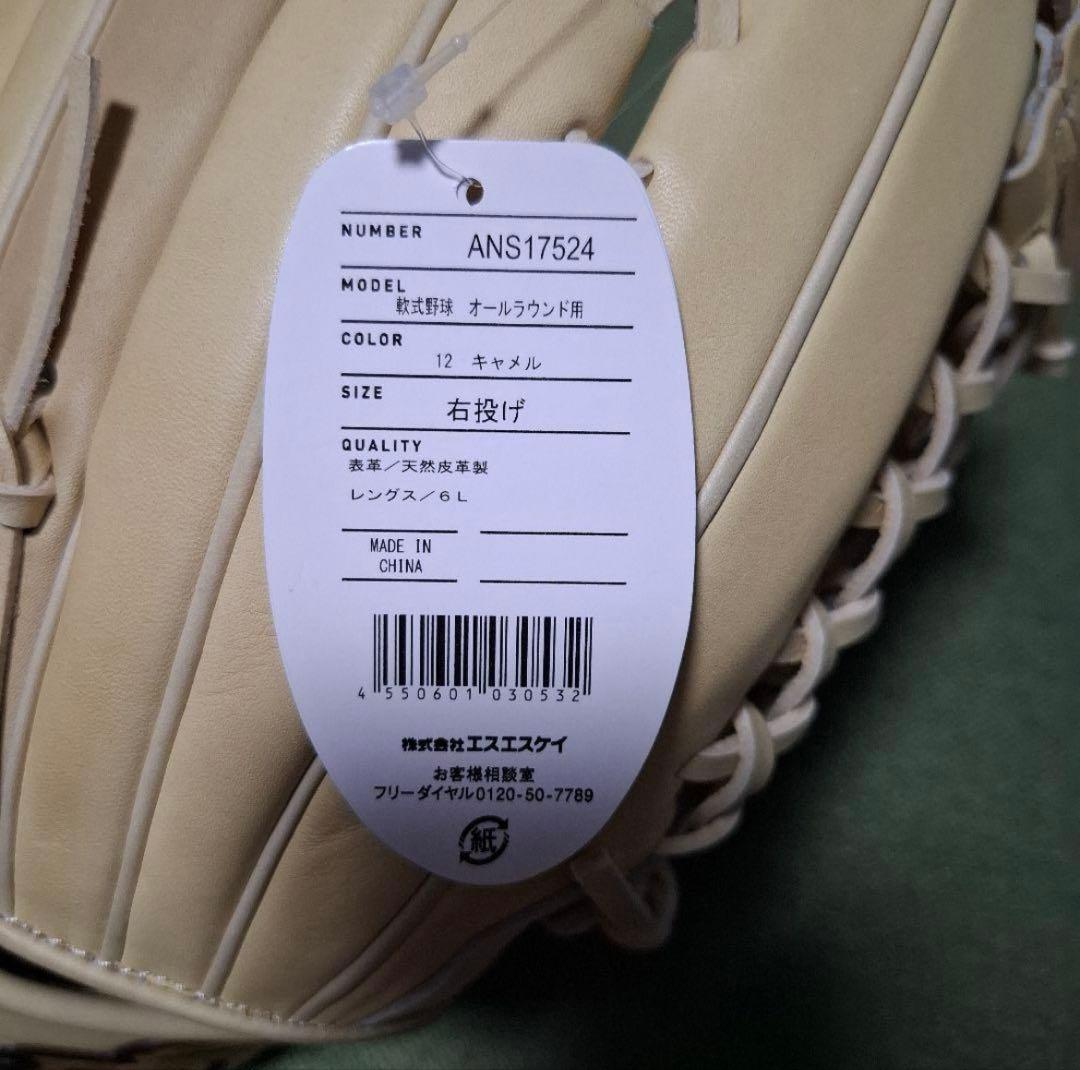 NUMBER ANS17524
MODEL
軟式野球 オールラウンド用
COLOR
12 キャメル
SIZE 右投げ
QUALITY
表革／天然皮革製
レングス／6L
MADE IN
CHINA
4 550601 030532
株式会社エスエスケイ
お客様相談室
フリーダイヤル0120-50-7789
紙